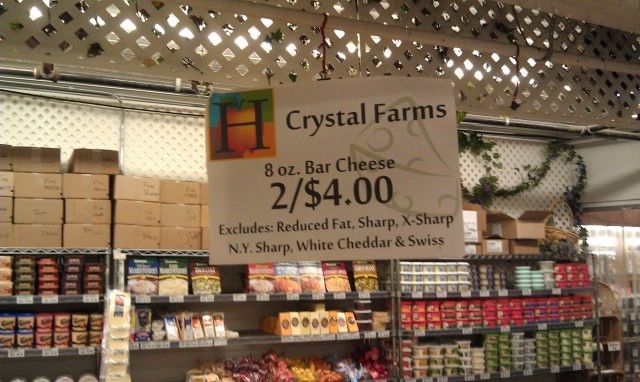 H
Crystal Farms
8 oz. Bar Cheese
2/$4.00
Excludes: Reduced Fat, Sharp, X-Sharp
N.Y. Sharp, White Cheddar & Swiss